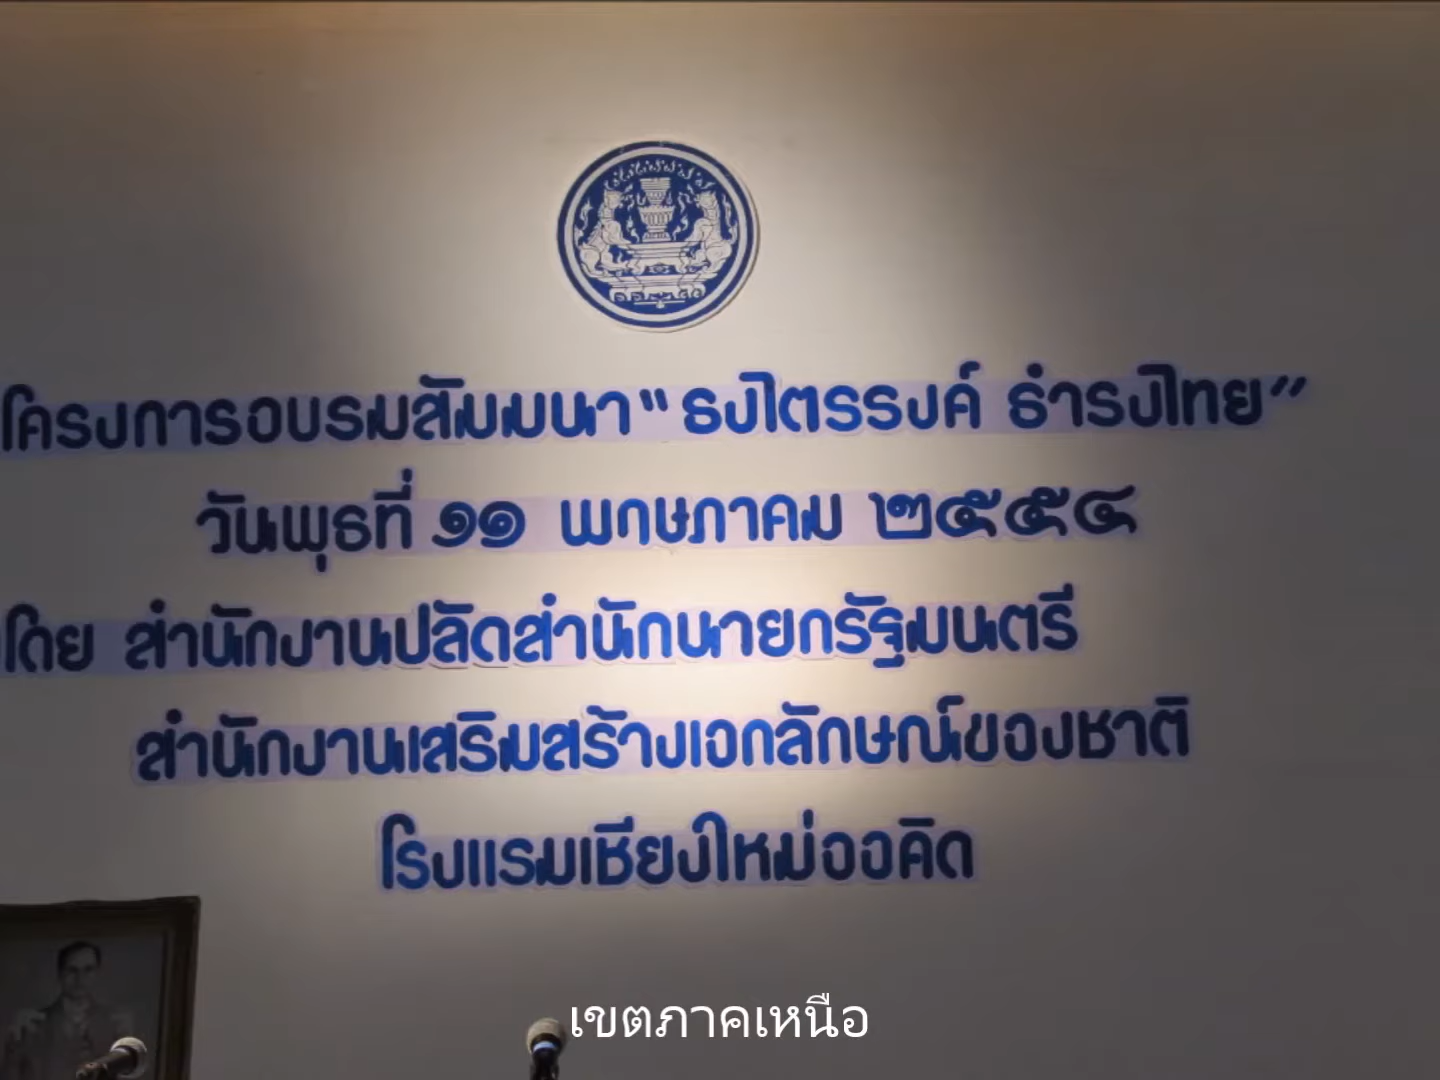 โครงการอบรมสัมมนา “ธงไตรรงค์ ธำรงไทย”
วันพุธที่ ๑๑ พฤษภาคม ๒๕๕๔
โดย สำนักงานปลัดสำนักนายกรัฐมนตรี
สำนักงานเสริมสร้างเอกลักษณ์ของชาติ
โรงแรมเชียงใหม่ออคิด
เขตภาคเหนือ